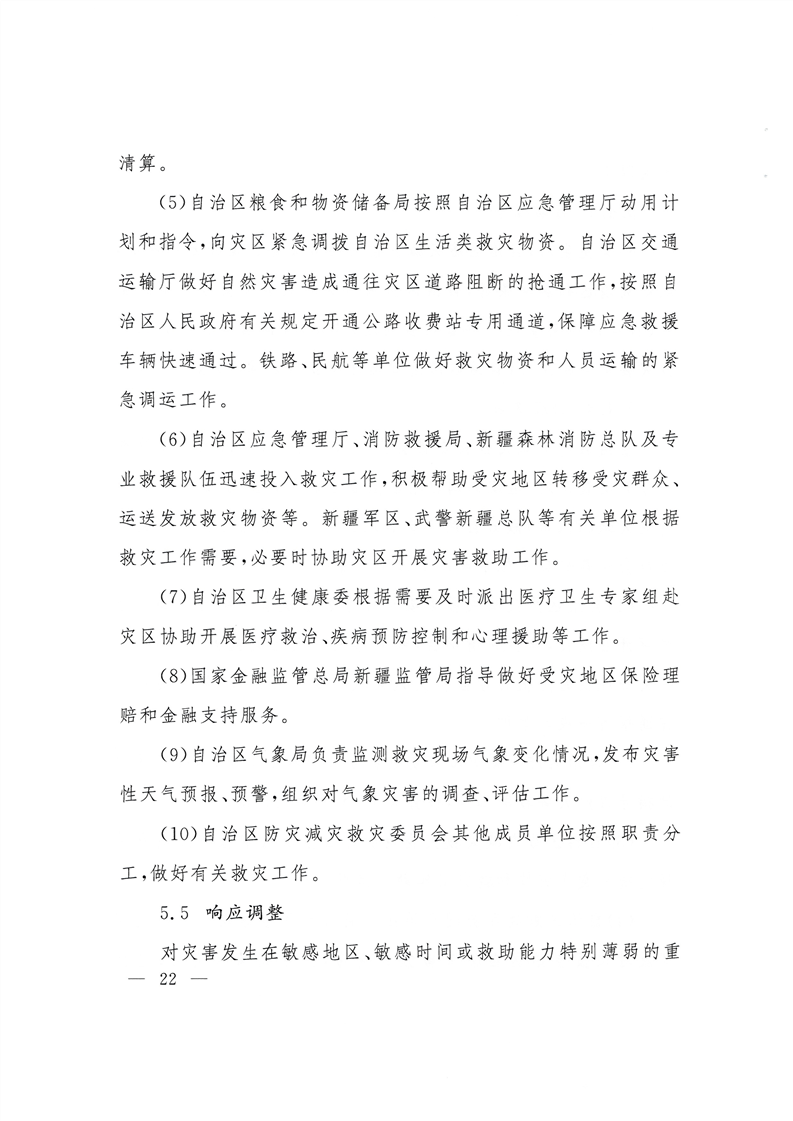 清算。
(5)自治区粮食和物资储备局按照自治区应急管理厅动用计
划和指令,向灾区紧急调拨自治区生活类救灾物资。自治区交通
运输厅做好自然灾害造成通往灾区道路阻断的抢通工作,按照自
治区人民政府有关规定开通公路收费站专用通道,保障应急救援
车辆快速通过。铁路、民航等单位做好救灾物资和人员运输的紧
急调运工作。
(6)自治区应急管理厅、消防救援局、新疆森林消防总队及专
业救援队伍迅速投入救灾工作,积极帮助受灾地区转移受灾群众、
运送发放救灾物资等。新疆军区、武警新疆总队等有关单位根据
救灾工作需要,必要时协助灾区开展灾害救助工作。
(7)自治区卫生健康委根据需要及时派出医疗卫生专家组赴
灾区协助开展医疗救治、疾病预防控制和心理援助等工作。
(8)国家金融监管总局新疆监管局指导做好受灾地区保险理
赔和金融支持服务。
(9)自治区气象局负责监测救灾现场气象变化情况,发布灾害
性天气预报、预警,组织对气象灾害的调查、评估工作。
(10)自治区防灾减灾救灾委员会其他成员单位按照职责分
工,做好有关救灾工作。
5.5 响应调整
对灾害发生在敏感地区、敏感时间或救助能力特别薄弱的重
— 22 —